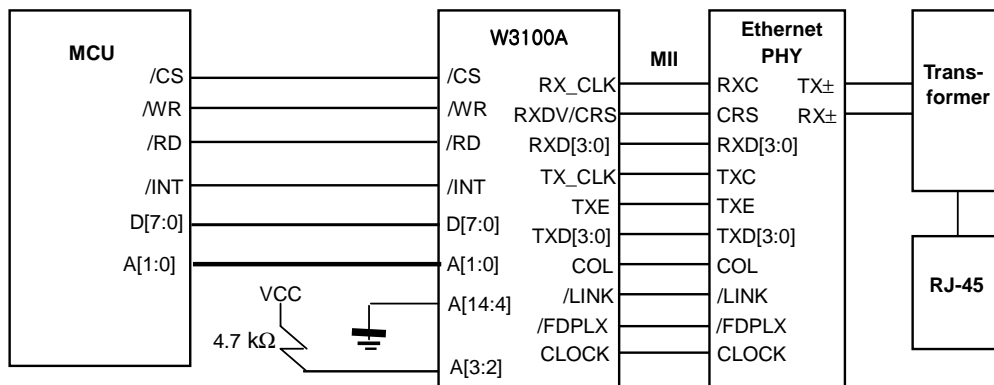 MCU
/CS
/WR
/RD
/INT
D[7:0]
A[1:0]
VCC
4.7 kΩ
W3100A
/CS
/WR
/RD
/INT
D[7:0]
A[1:0]
A[14:4]
A[3:2]
RX_CLK
RXDV/CRS
RXD[3:0]
TX_CLK
TXE
TXD[3:0]
COL
/LINK
/FDPLX
CLOCK
MII
Ethernet
PHY
RXC
CRS
RXD[3:0]
TXC
TXE
TXD[3:0]
COL
/LINK
/FDPLX
CLOCK
TX±
RX±
Trans-
former
RJ-45